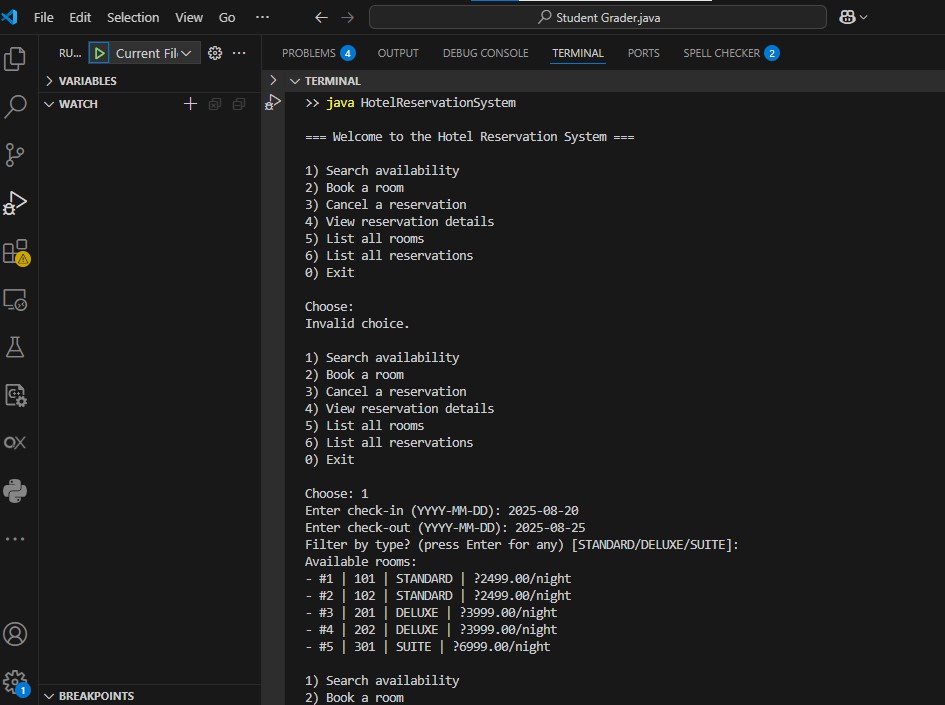 File Edit Selection View Go ···
Student Grader.java
RU... Current Fil
PROBLEMS 4 OUTPUT DEBUG CONSOLE TERMINAL PORTS SPELL CHECKER 2
VARIABLES
WATCH
BREAKPOINTS
1
TERMINAL
>> java HotelReservationSystem
=== Welcome to the Hotel Reservation System ===
1) Search availability
2) Book a room
3) Cancel a reservation
4) View reservation details
5) List all rooms
6) List all reservations
0) Exit
Choose:
Invalid choice.
1) Search availability
2) Book a room
3) Cancel a reservation
4) View reservation details
5) List all rooms
6) List all reservations
0) Exit
Choose: 1
Enter check-in (YYYY-MM-DD): 2025-08-20
Enter check-out (YYYY-MM-DD): 2025-08-25
Filter by type? (press Enter for any) [STANDARD/DELUXE/SUITE]:
Available rooms:
- #1 | 101 | STANDARD | ?2499.00/night
- #2 | 102 | STANDARD | ?2499.00/night
- #3 | 201 | DELUXE | ?3999.00/night
- #4 | 202 | DELUXE | ?3999.00/night
- #5 | 301 | SUITE | ?6999.00/night
1) Search availability
2) Book a room